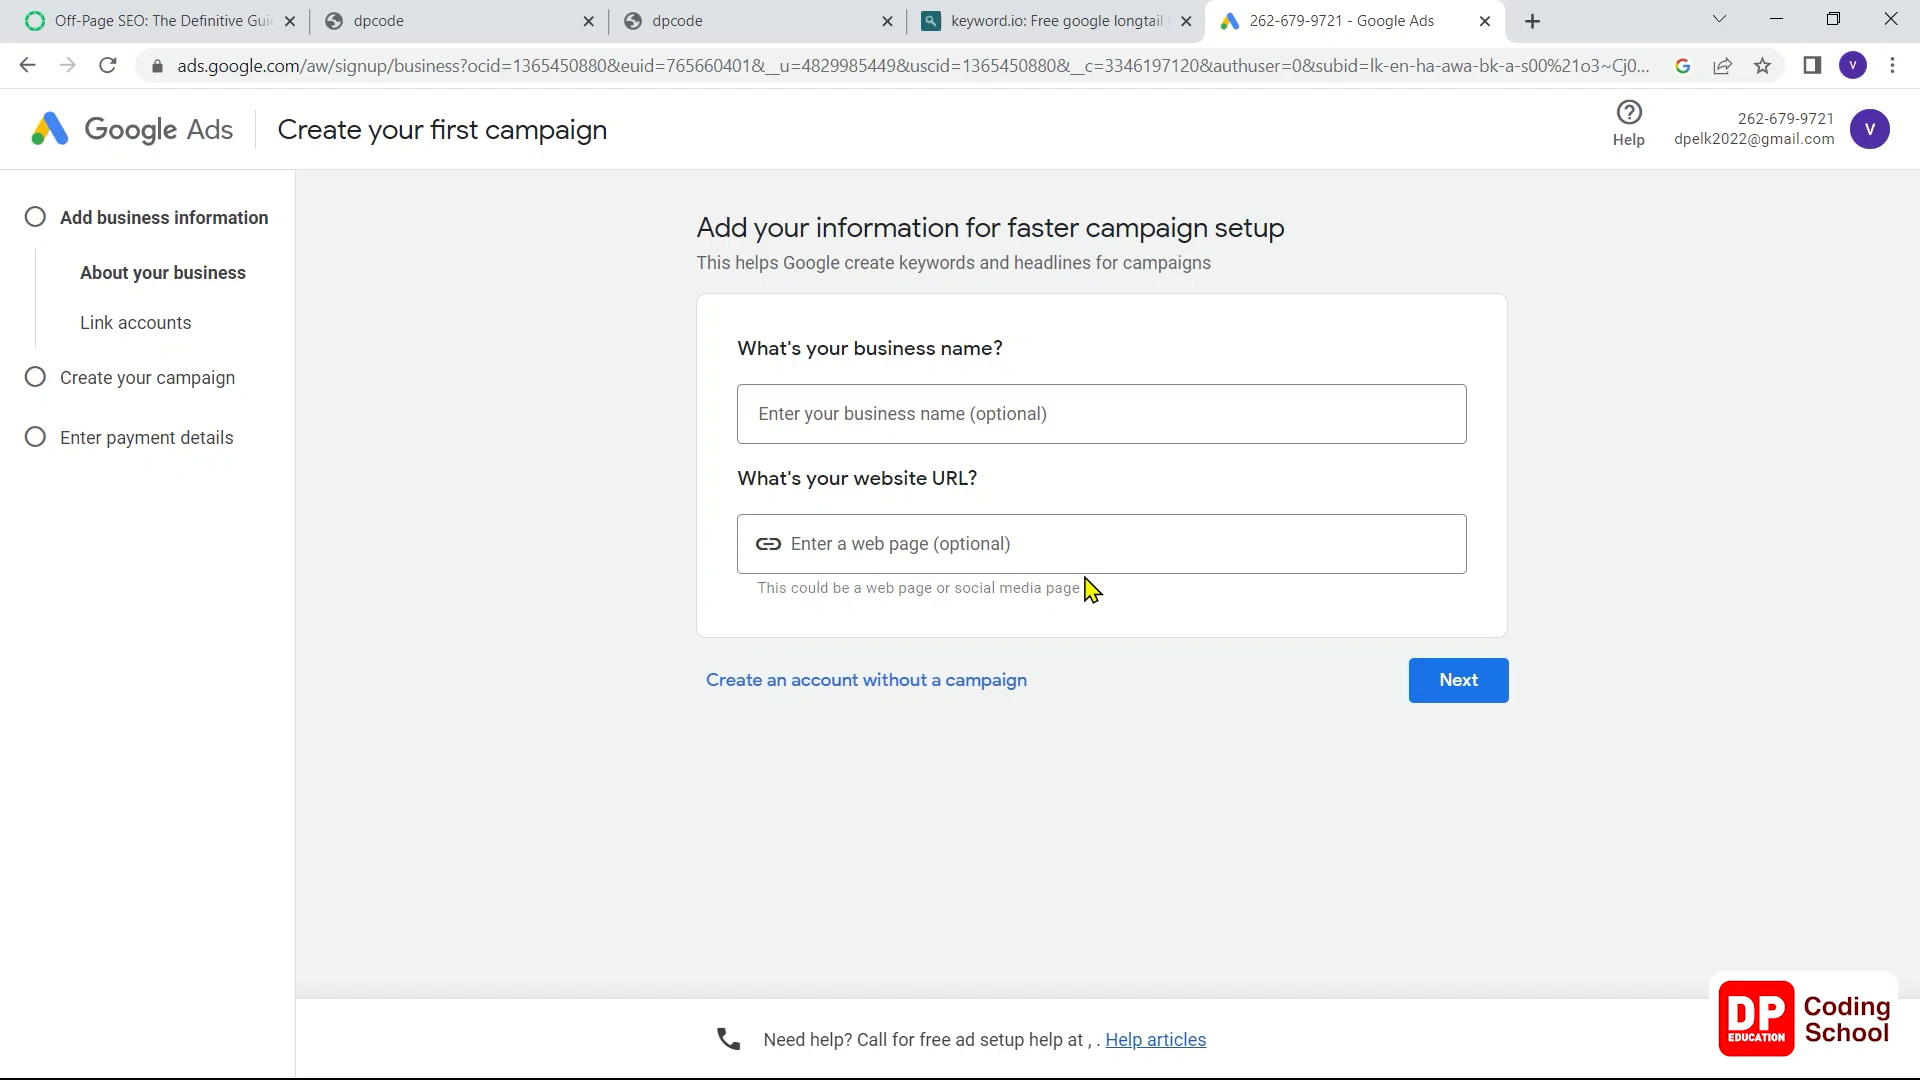 Off-Page SEO: The Definitive Gui
dpcode
dpcode
keyword.io: Free google longtail
262-679-9721 - Google Ads
ads.google.com/aw/signup/business?ocid=1365450880&euid=765660401&__u=4829985449&uscid=1365450880&__c=3346197120&authuser=0&subid=lk-en-ha-awa-bk-a-s00%21o3~Cj0...
V
Google Ads
Create your first campaign
Help
262-679-9721
dpelk2022@gmail.com
V
Add business information
About your business
Link accounts
Create your campaign
Enter payment details
Add your information for faster campaign setup
This helps Google create keywords and headlines for campaigns
What's your business name?
Enter your business name (optional)
What's your website URL?
Enter a web page (optional)
This could be a web page or social media page
Create an account without a campaign
Next
Need help? Call for free ad setup help at , . Help articles
DP
EDUCATION
Coding
School